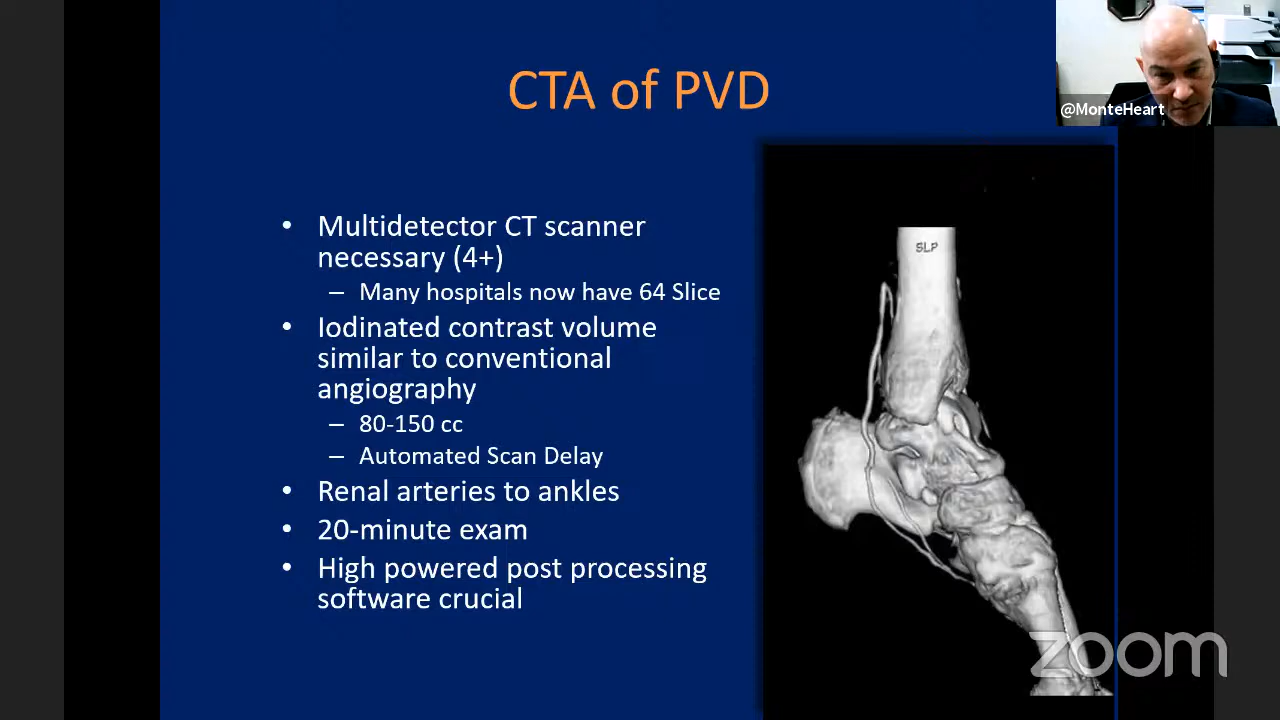 CTA of PVD
@MonteHeart
• Multidetector CT scanner
necessary (4+)
– Many hospitals now have 64 Slice
• Iodinated contrast volume
similar to conventional
angiography
– 80-150 cc
– Automated Scan Delay
• Renal arteries to ankles
• 20-minute exam
• High powered post processing
software crucial
SLP
zoom